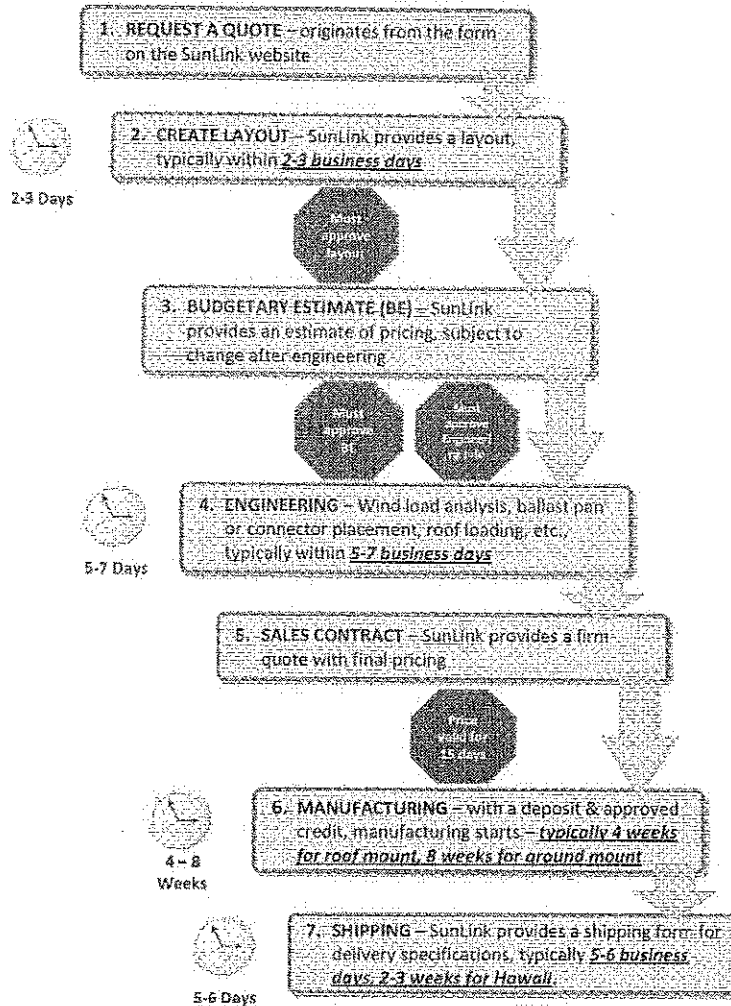 1. REQUEST A QUOTE – originates from the form
on the SunLink website
2. CREATE LAYOUT – SunLink provides a layout,
typically within 2-3 business days
2-3 Days
Must
approve
layout
3. BUDGETARY ESTIMATE (BE) – SunLink
provides an estimate of pricing, subject to
change after engineering
Must
approve
BE
Must
Approve
4. ENGINEERING – Wind load analysis, ballast pan
or connector placement, roof loading, etc.,
typically within 5-7 business days
5-7 Days
5. SALES CONTRACT – SunLink provides a firm
quote with final pricing
Price
valid for
15 days
6. MANUFACTURING – with a deposit & approved
credit, manufacturing starts – typically 4 weeks
for roof mount, 8 weeks for ground mount
4 – 8
Weeks
7. SHIPPING – SunLink provides a shipping form for
delivery specifications, typically 5-6 business
days, 2-3 weeks for Hawaii.
5-6 Days